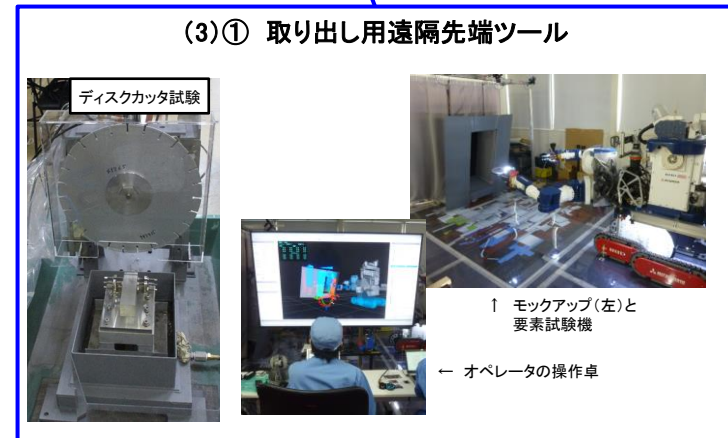 (3)① 取り出し用遠隔先端ツール
ディスクカッタ試験
↑ モックアップ(左)と
要素試験機
← オペレータの操作卓